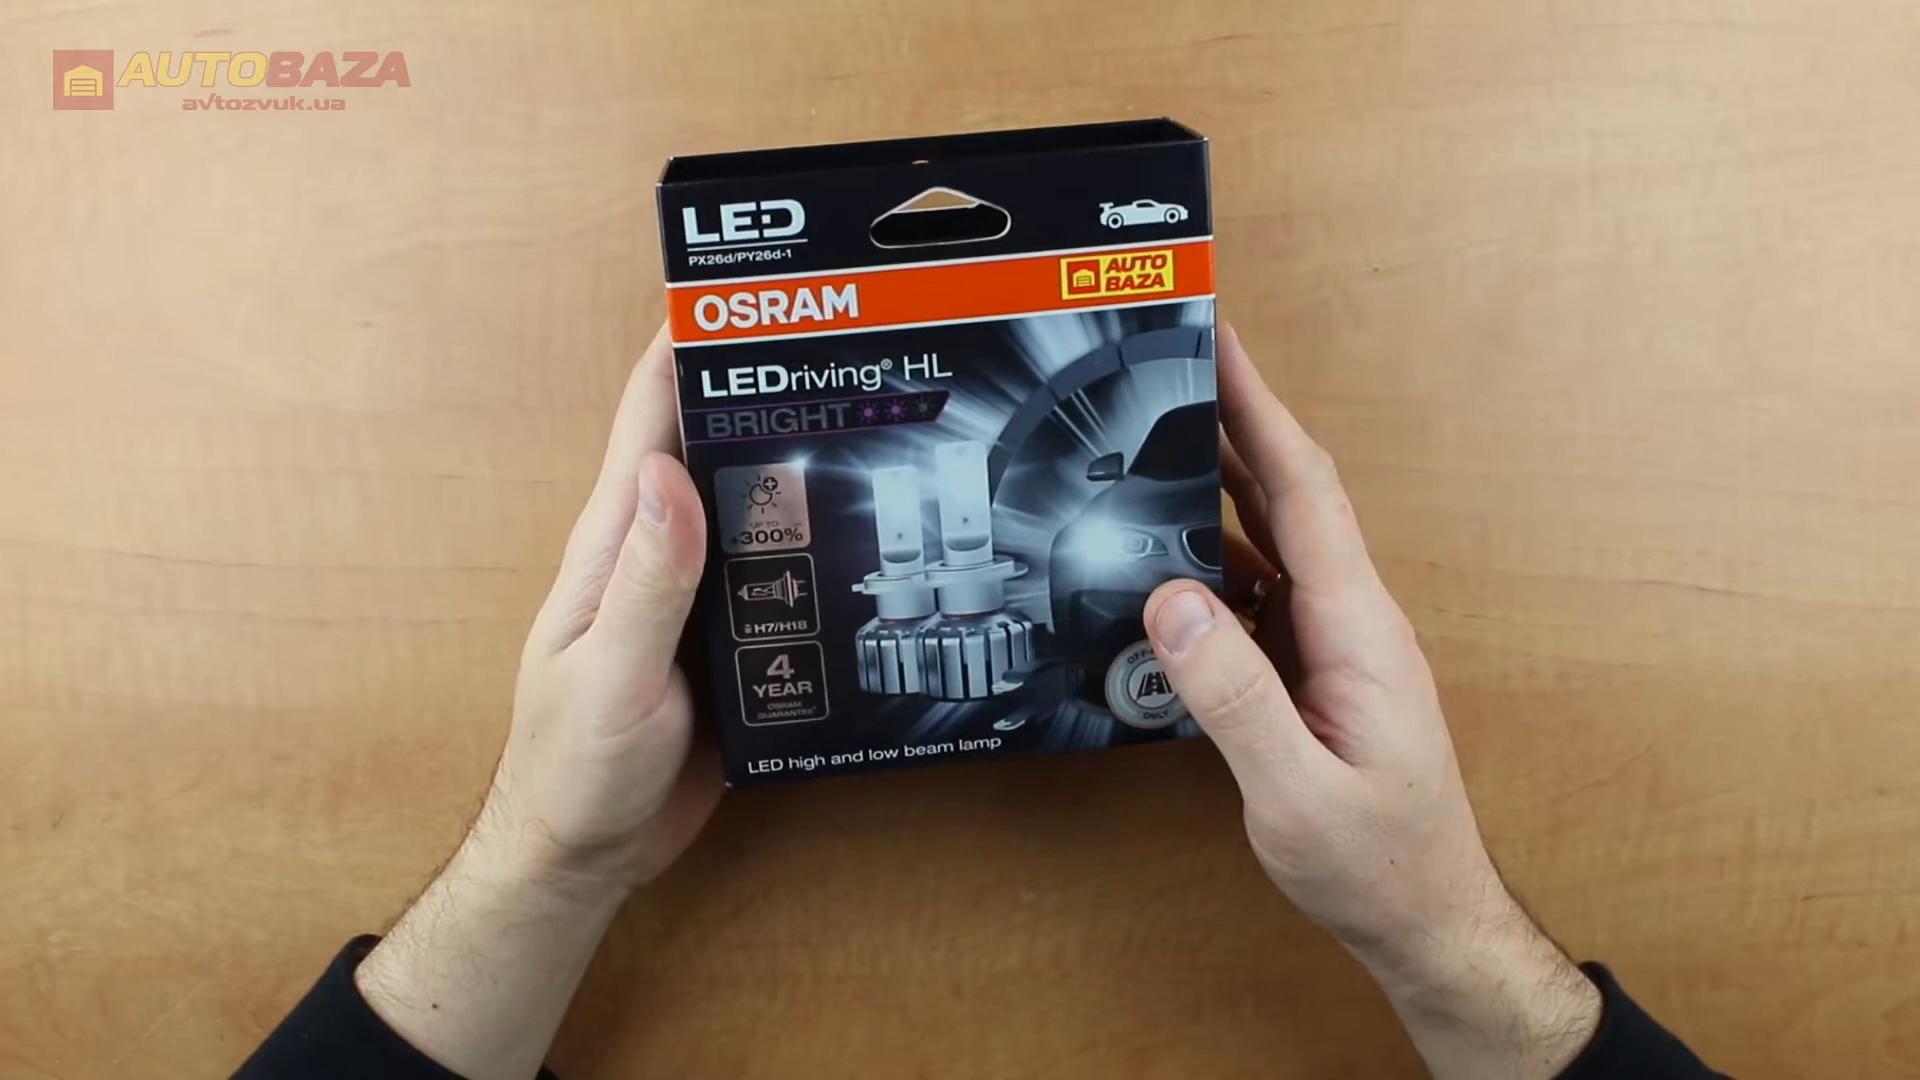 AUTOBAZA
avtozvuk.ua
LED
PX26d/PY26d-1
OSRAM
AUTO
BAZA
LEDriving® HL
BRIGHT
UP TO
+300%
≙ H7/H18
4
YEAR
OSRAM
GUARANTEE*
ONLY
LED high and low beam lamp